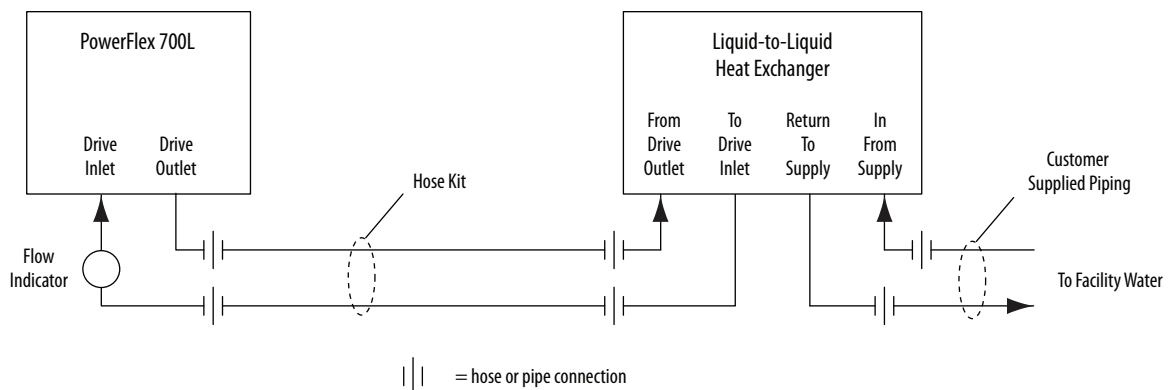 PowerFlex 700L
Drive
Inlet
Drive
Outlet
Liquid-to-Liquid
Heat Exchanger
From
Drive
Outlet
To
Drive
Inlet
Return
To
Supply
In
From
Supply
Hose Kit
Customer
Supplied Piping
Flow
Indicator
To Facility Water
= hose or pipe connection